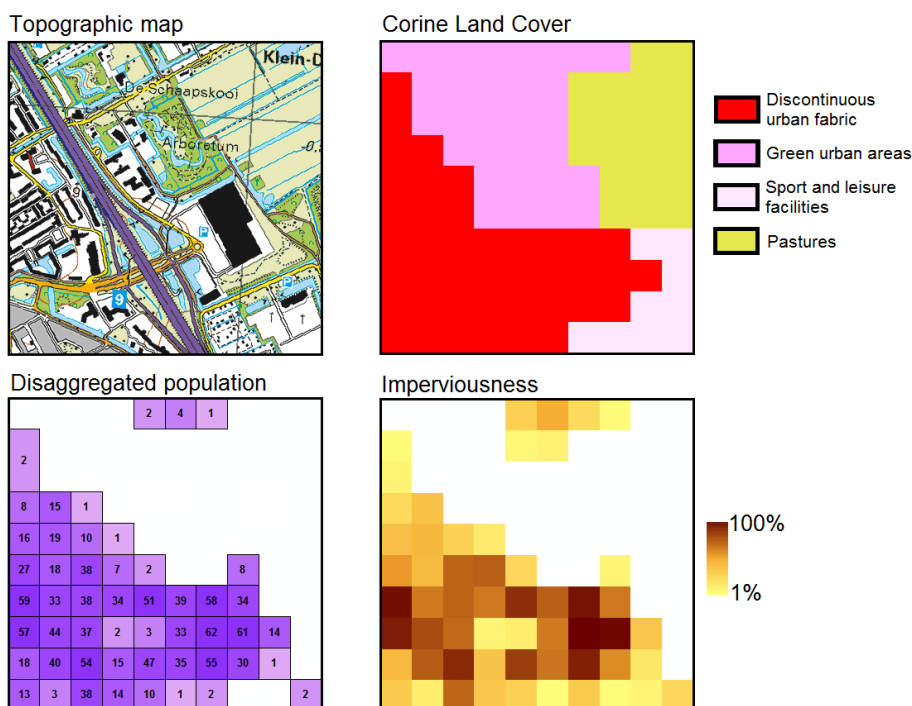 Topographic map
Corine Land Cover
Klein-D
De Schaapskooi
Arboretum
-0.
9
P
9
P
Discontinuous
urban fabric
Green urban areas
Sport and leisure
facilities
Pastures
Disaggregated population
Imperviousness
2 4 1
2
8 15 1
16 19 10 1
27 18 38 7 2 8
59 33 38 34 51 39 58 34
57 44 37 2 3 33 62 61 14
18 40 54 15 47 35 55 30 1
13 3 38 14 10 1 2 2
100%
1%